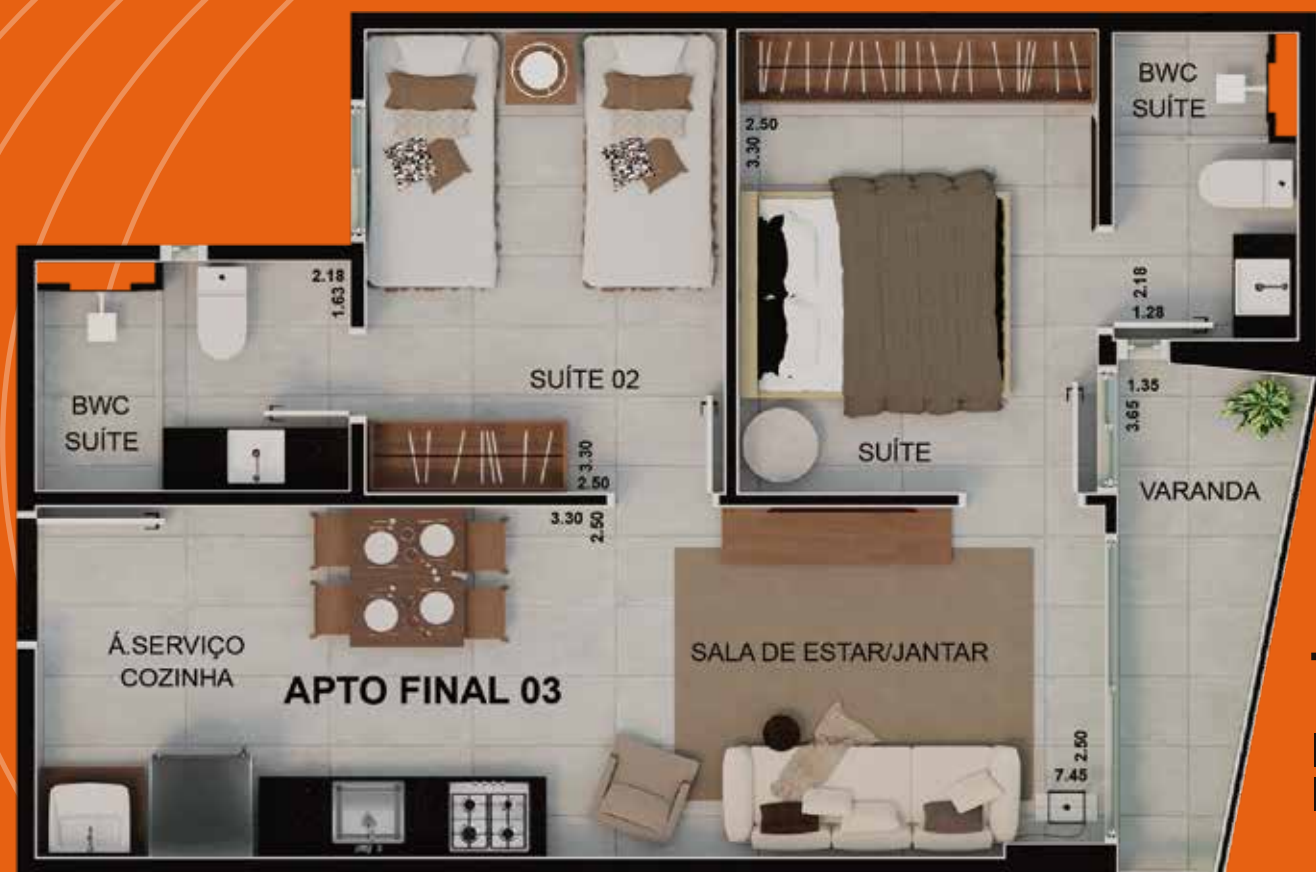 BWC
SUÍTE
2.50
3.30
2.18
1.63
2.18
1.28
SUÍTE 02
1.35
3.65
BWC
SUÍTE
SUÍTE
3.30
2.50
VARANDA
3.30
2.50
Á.SERVIÇO
COZINHA
SALA DE ESTAR/JANTAR
APTO FINAL 03
2.50
7.45